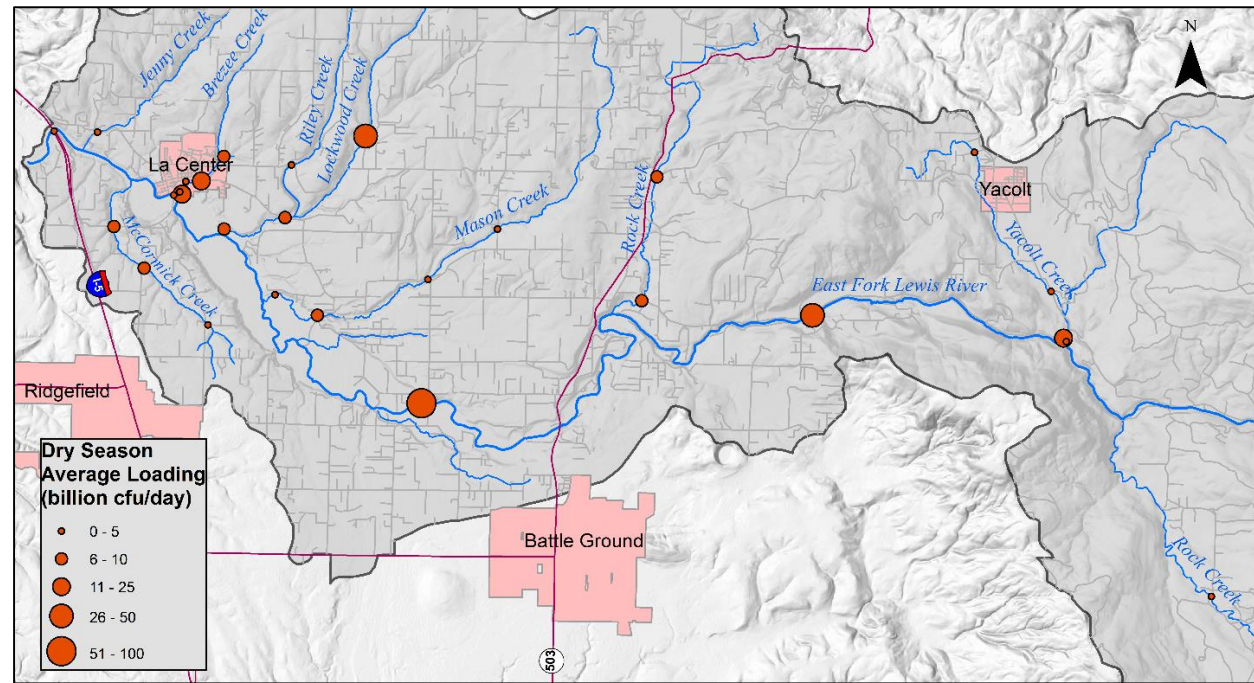 N
Jenny Creek
Brezee Creek
Riley Creek
Lockwood Creek
La Center
Yacolt
McCormick Creek
Mason Creek
Rock Creek
Yacolt Creek
I-5
East Fork Lewis River
Ridgefield
Dry Season
Average Loading
(billion cfu/day)
0 - 5
6 - 10
11 - 25
26 - 50
51 - 100
Battle Ground
Rock Creek
503